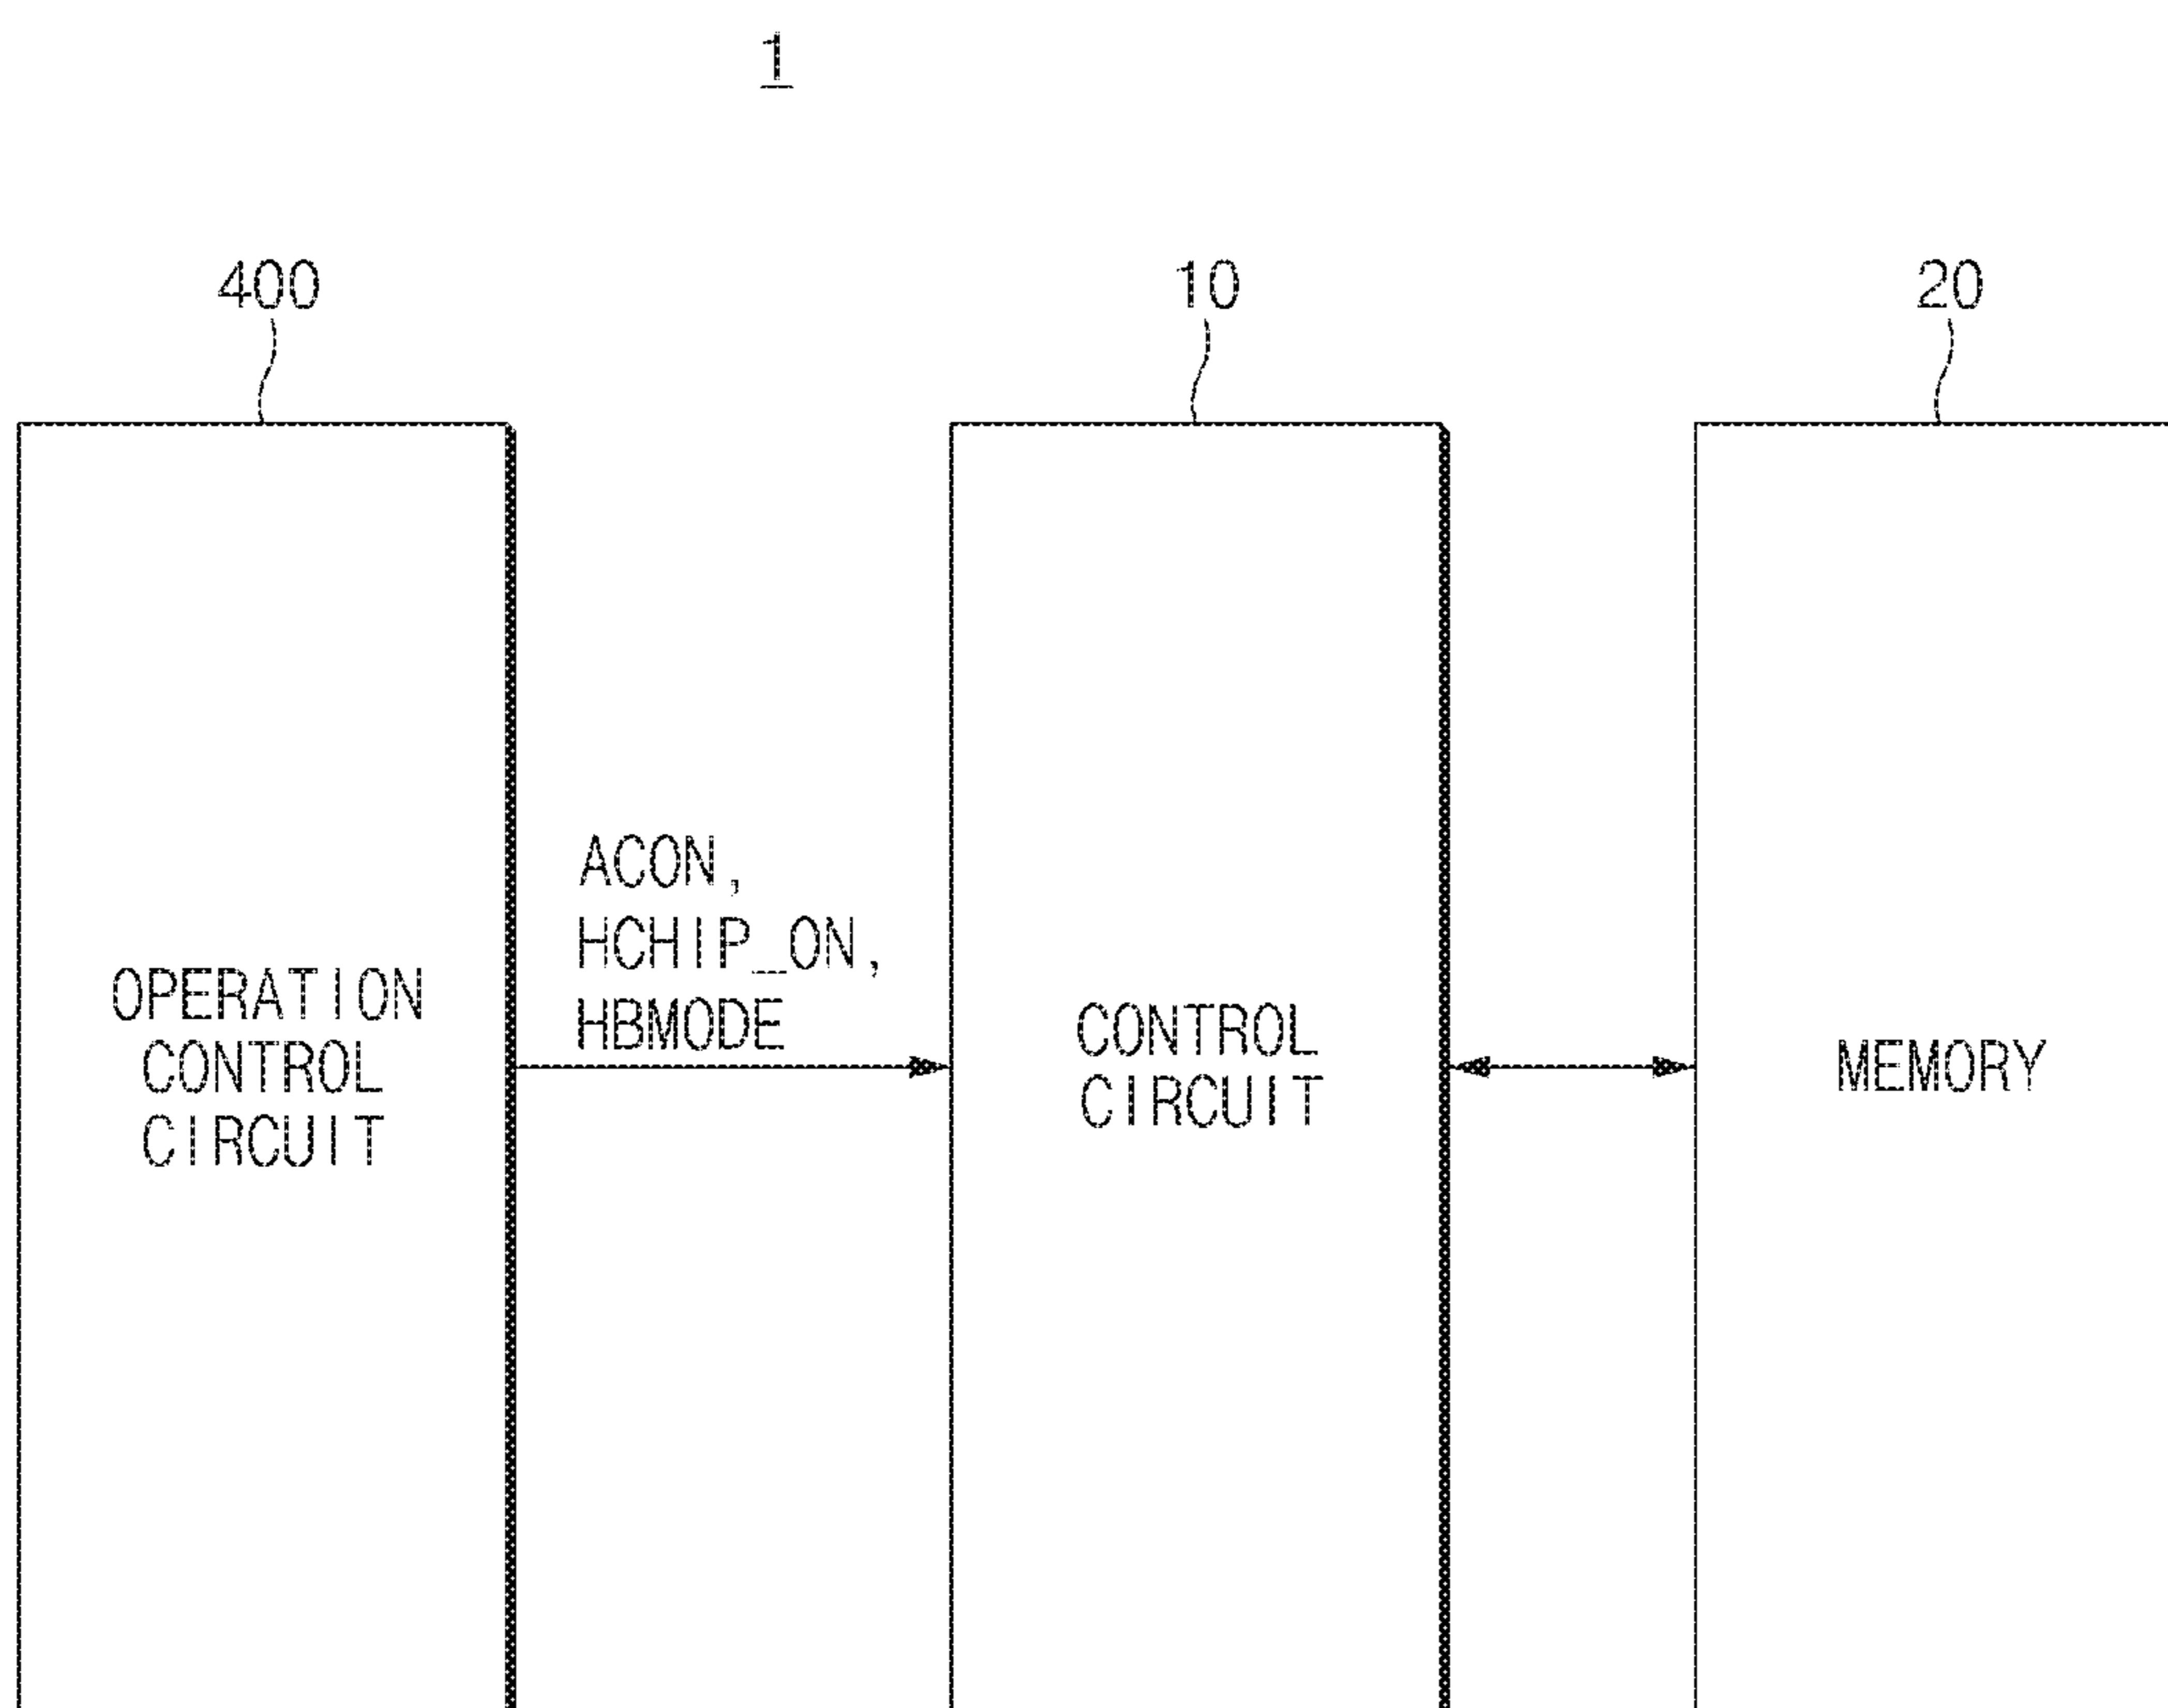 1
400
10
20
ACON,
HCHIP_ON,
HBMODE
OPERATION
CONTROL
CIRCUIT
CONTROL
CIRCUIT
MEMORY